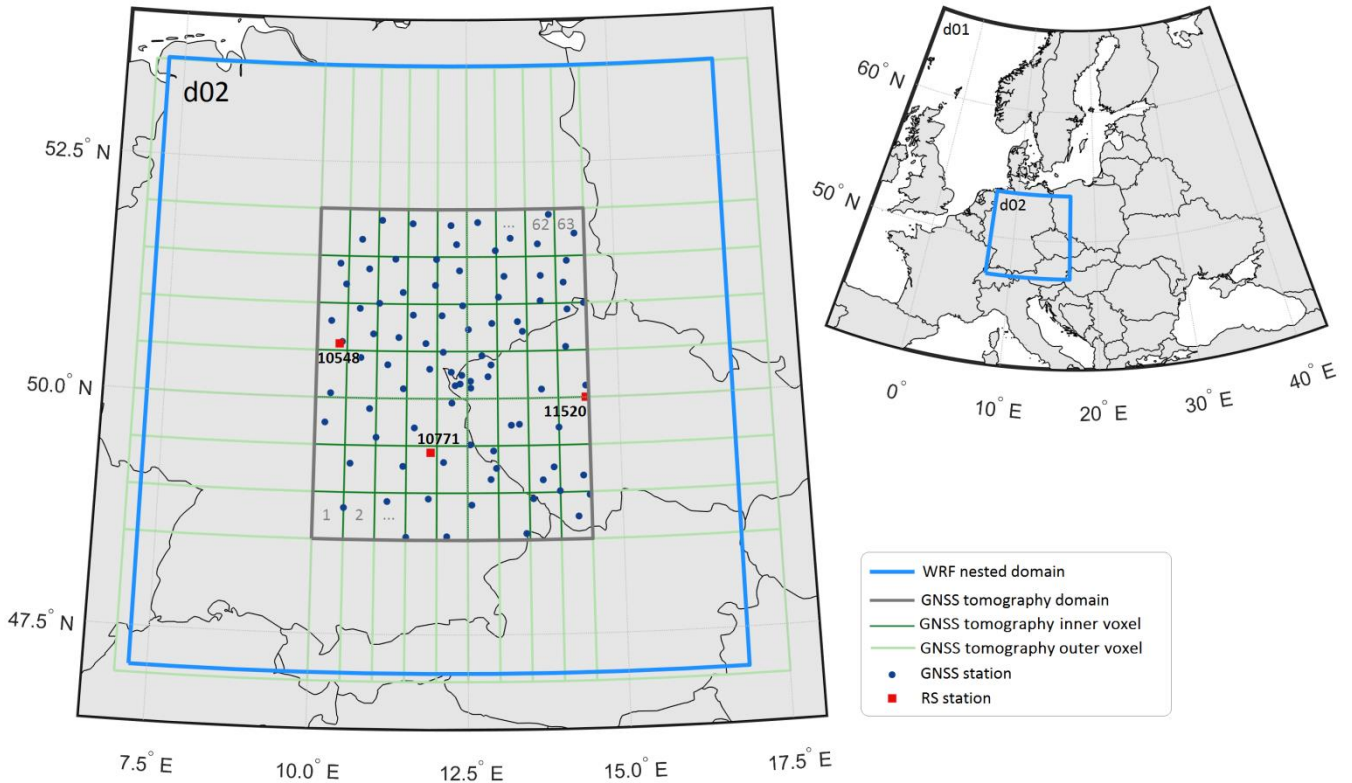 d02
52.5° N
50.0° N
47.5° N
7.5° E
10.0° E
12.5° E
15.0° E
17.5° E
... 62 63
10548
11520
10771
1 2 ...
d01
60° N
50° N
d02
0°
10° E
20° E
30° E
40° E
WRF nested domain
GNSS tomography domain
GNSS tomography inner voxel
GNSS tomography outer voxel
GNSS station
RS station